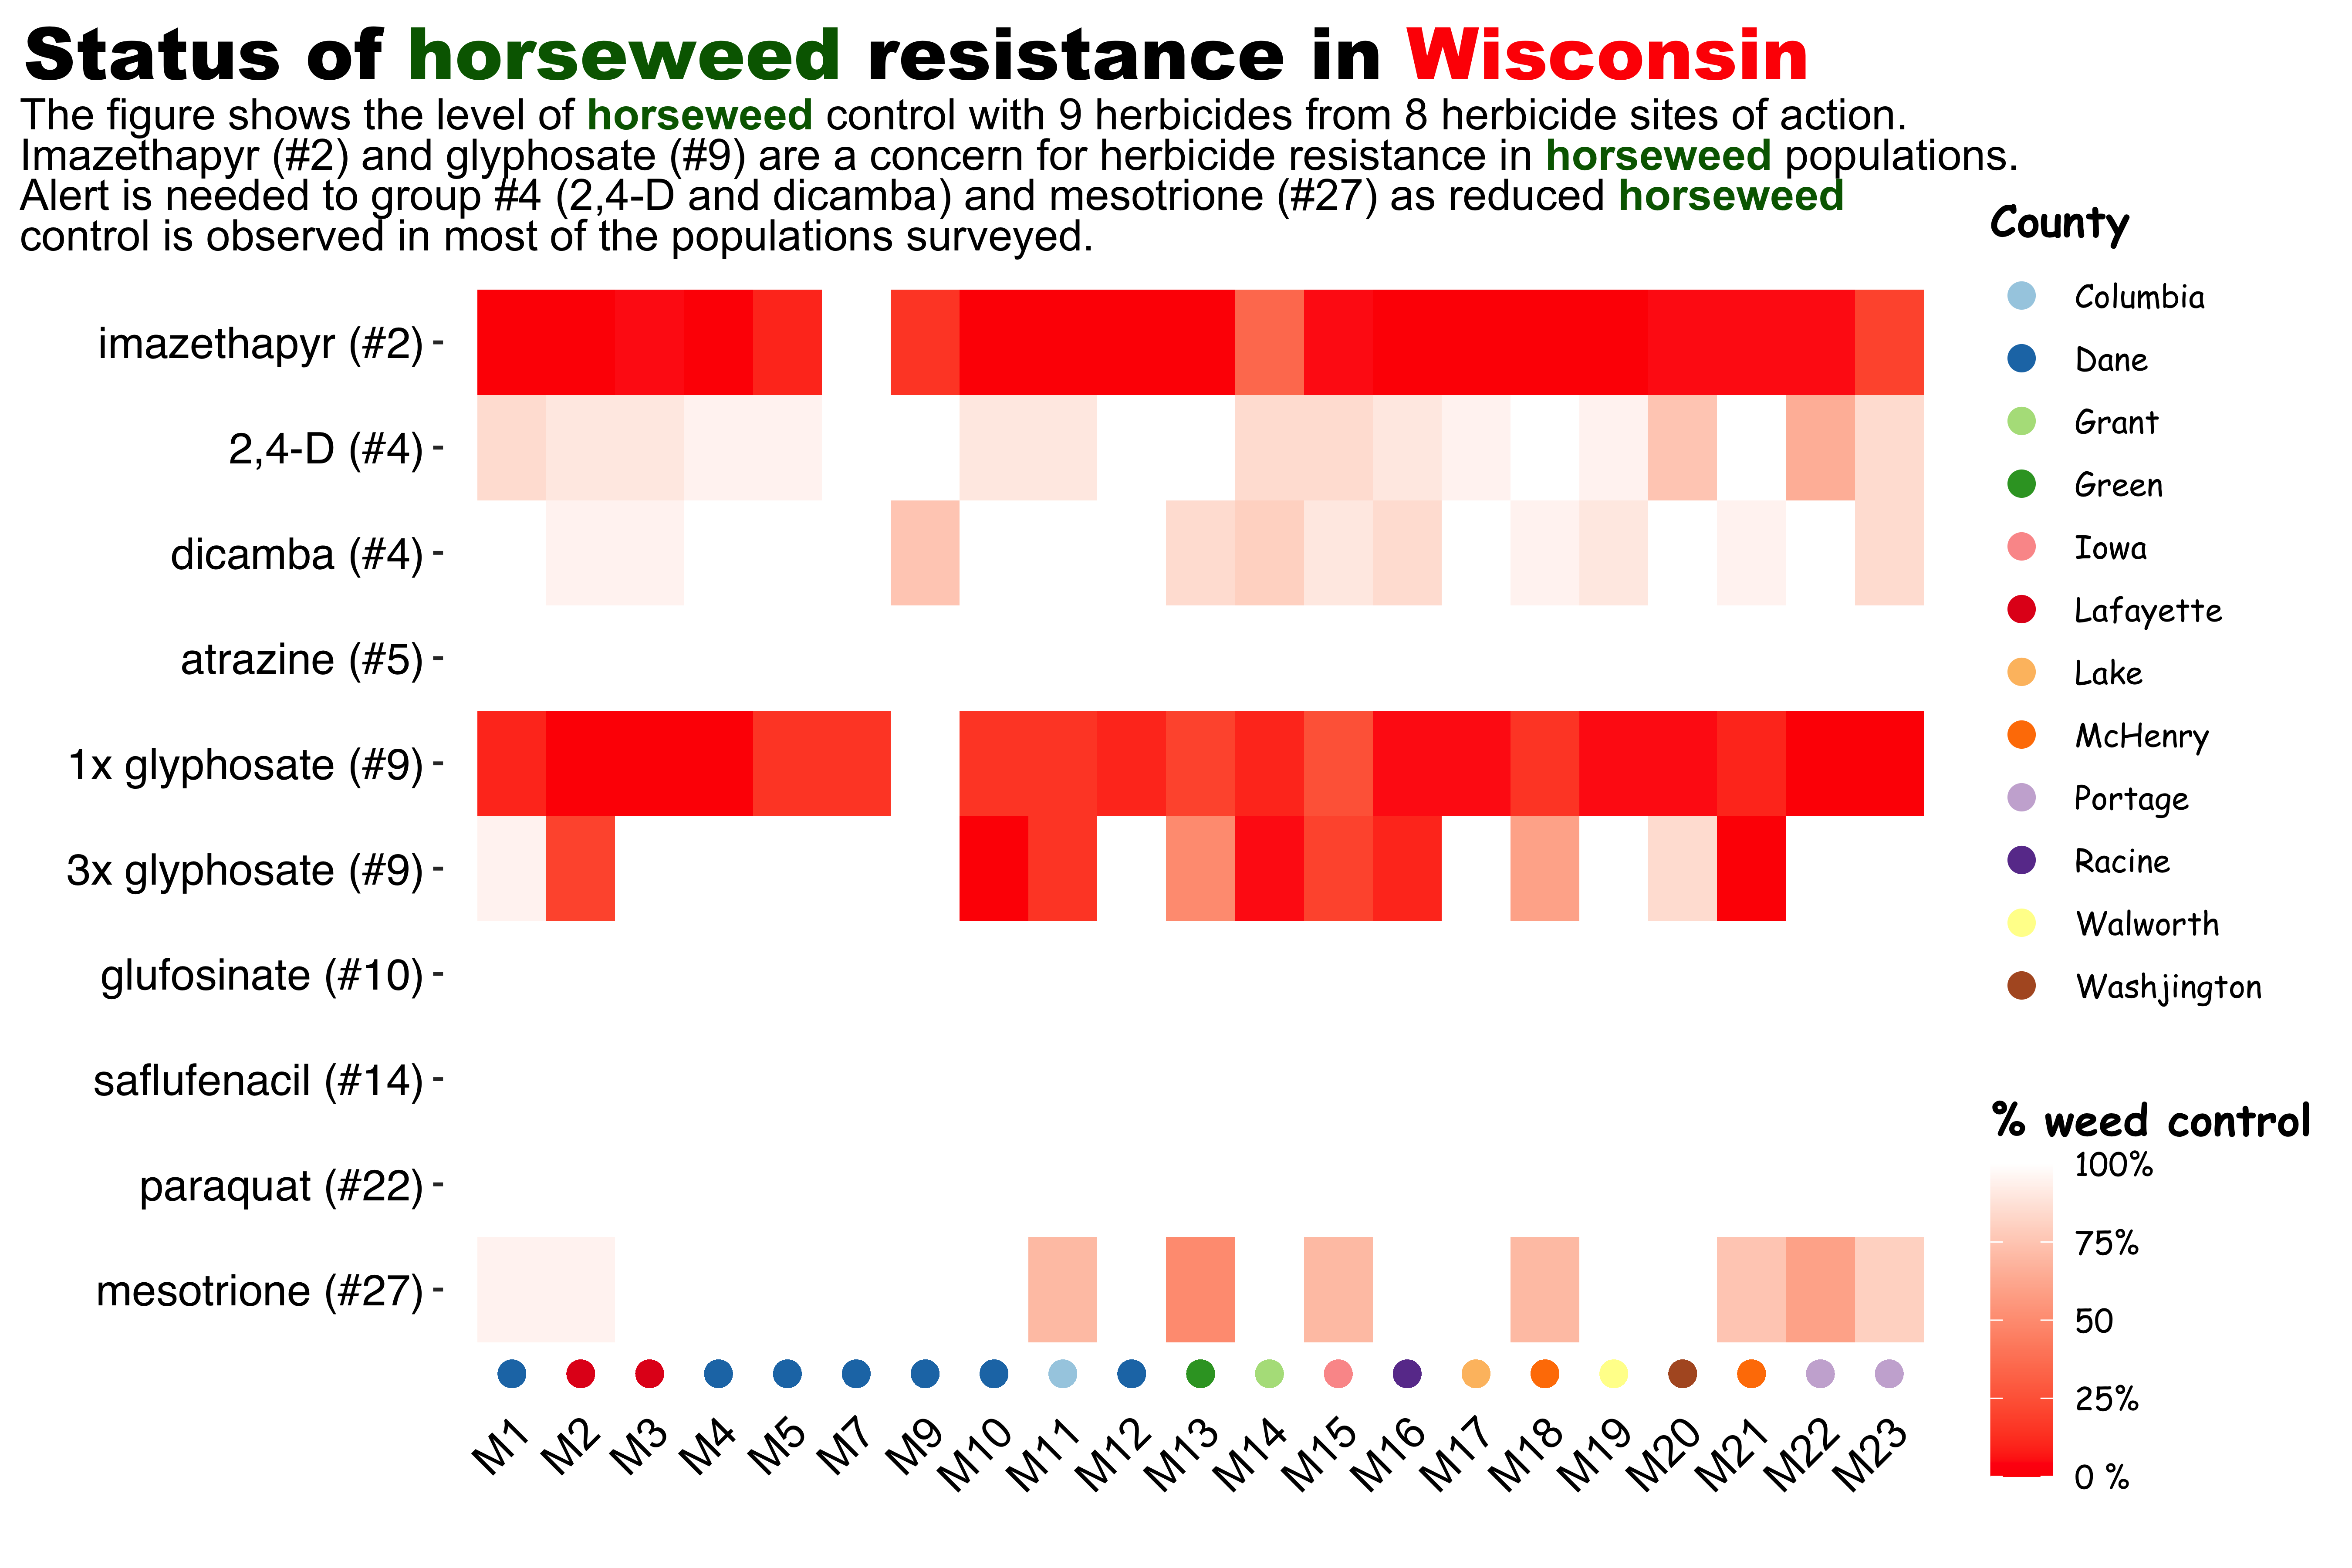 Status of horseweed resistance in Wisconsin
The figure shows the level of horseweed control with 9 herbicides from 8 herbicide sites of action.
Imazethapyr (#2) and glyphosate (#9) are a concern for herbicide resistance in horseweed populations.
Alert is needed to group #4 (2,4-D and dicamba) and mesotrione (#27) as reduced horseweed
control is observed in most of the populations surveyed.
imazethapyr (#2)
2,4-D (#4)
dicamba (#4)
atrazine (#5)
1x glyphosate (#9)
3x glyphosate (#9)
glufosinate (#10)
saflufenacil (#14)
paraquat (#22)
mesotrione (#27)
M1
M2
M3
M4
M5
M7
M9
M10
M11
M12
M13
M14
M15
M16
M17
M18
M19
M20
M21
M22
M23
County
Columbia
Dane
Grant
Green
Iowa
Lafayette
Lake
McHenry
Portage
Racine
Walworth
Washjington
% weed control
100%
75%
50
25%
0 %